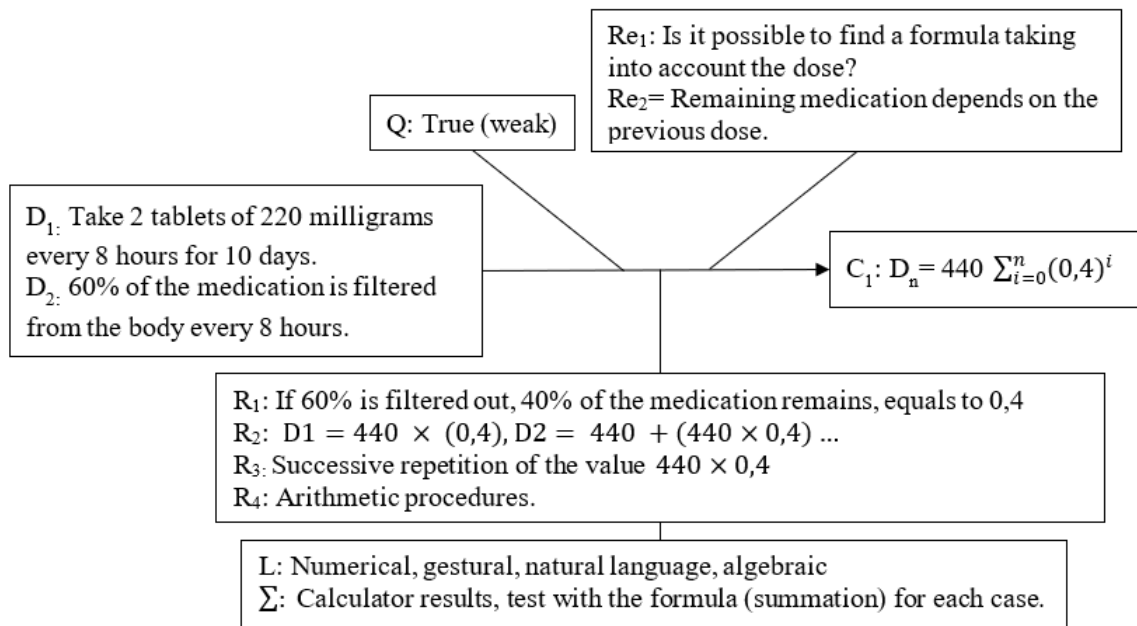 Re₁: Is it possible to find a formula taking
into account the dose?
Re₂= Remaining medication depends on the
previous dose.
Q: True (weak)
D₁: Take 2 tablets of 220 milligrams
every 8 hours for 10 days.
D₂: 60% of the medication is filtered
from the body every 8 hours.
C₁: Dₙ= 440 ∑ⁿᵢ₌₀(0,4)ⁱ
R₁: If 60% is filtered out, 40% of the medication remains, equals to 0,4
R₂: D1 = 440 × (0,4), D2 = 440 + (440 × 0,4) ...
R₃: Successive repetition of the value 440 × 0,4
R₄: Arithmetic procedures.
L: Numerical, gestural, natural language, algebraic
∑: Calculator results, test with the formula (summation) for each case.